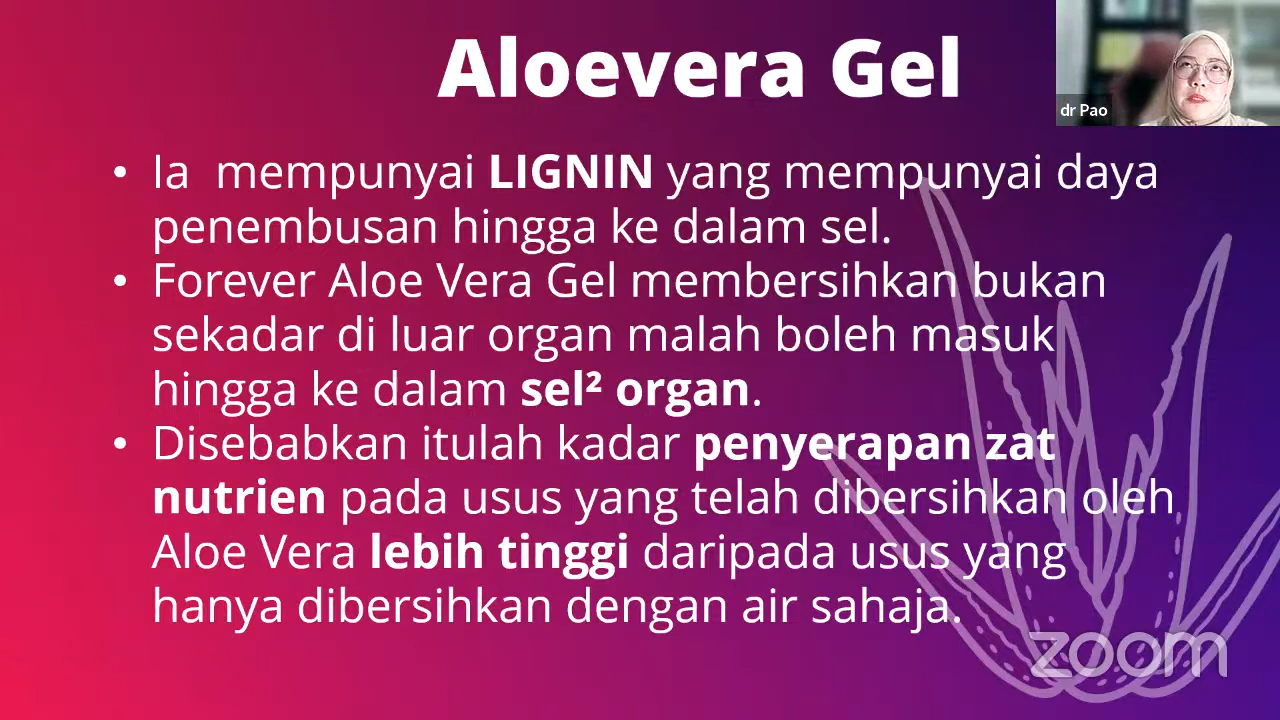 Aloevera Gel
dr Pao
• Ia mempunyai LIGNIN yang mempunyai daya
penembusan hingga ke dalam sel.
• Forever Aloe Vera Gel membersihkan bukan
sekadar di luar organ malah boleh masuk
hingga ke dalam sel² organ.
• Disebabkan itulah kadar penyerapan zat
nutrien pada usus yang telah dibersihkan oleh
Aloe Vera lebih tinggi daripada usus yang
hanya dibersihkan dengan air sahaja.
zoom